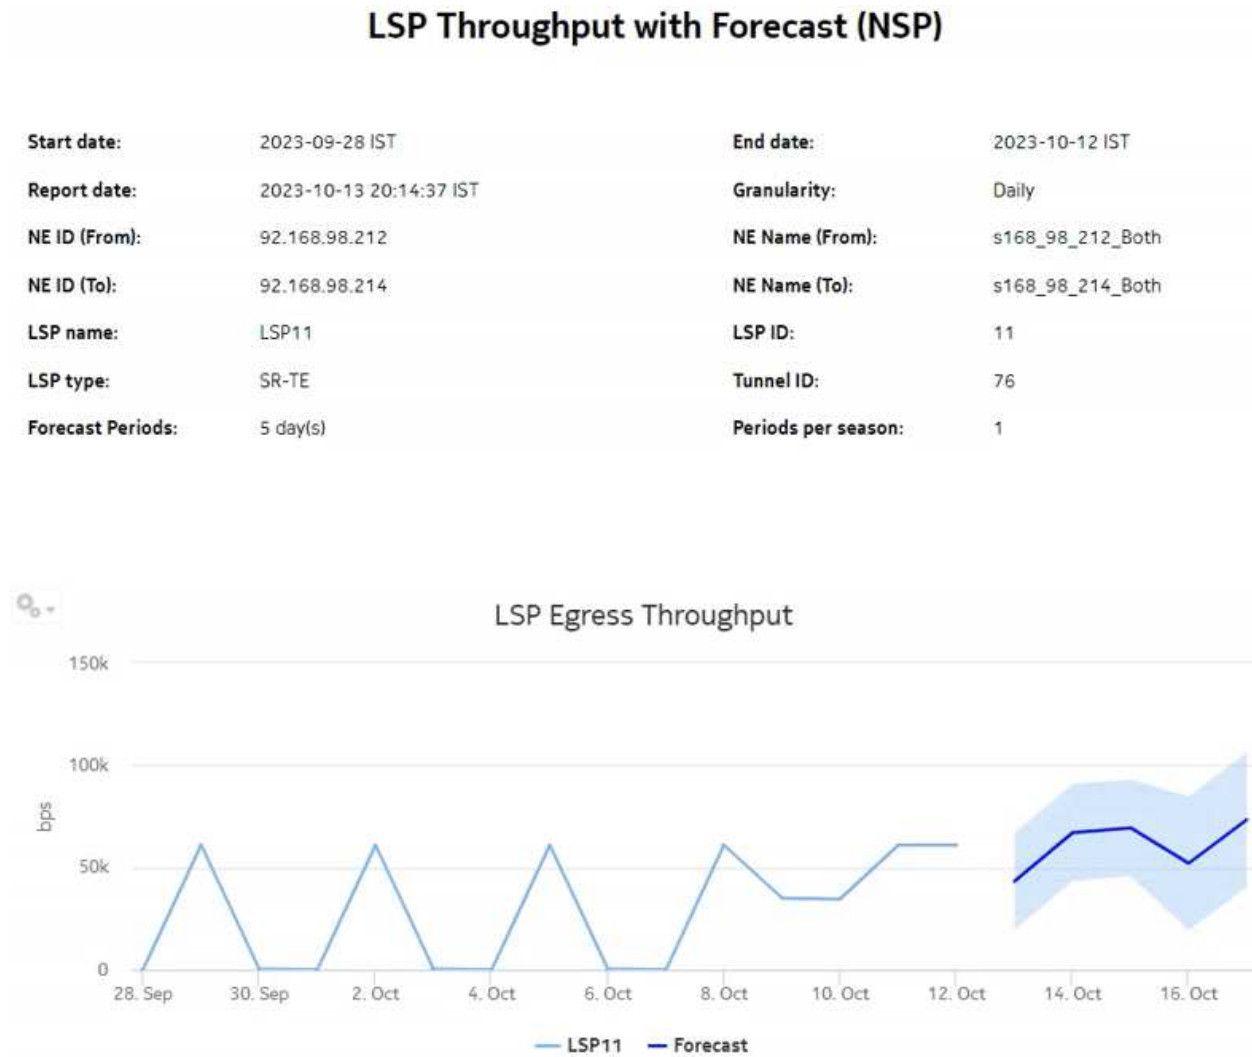 LSP Throughput with Forecast (NSP)
Start date: 2023-09-28 IST End date: 2023-10-12 IST
Report date: 2023-10-13 20:14:37 IST Granularity: Daily
NE ID (From): 92.168.98.212 NE Name (From): s168_98_212_Both
NE ID (To): 92.168.98.214 NE Name (To): s168_98_214_Both
LSP name: LSP11 LSP ID: 11
LSP type: SR-TE Tunnel ID: 76
Forecast Periods: 5 day(s) Periods per season: 1
LSP Egress Throughput
150k
100k
bps
50k
0
28. Sep 30. Sep 2. Oct 4. Oct 6. Oct 8. Oct 10. Oct 12. Oct 14. Oct 16. Oct
LSP11 Forecast